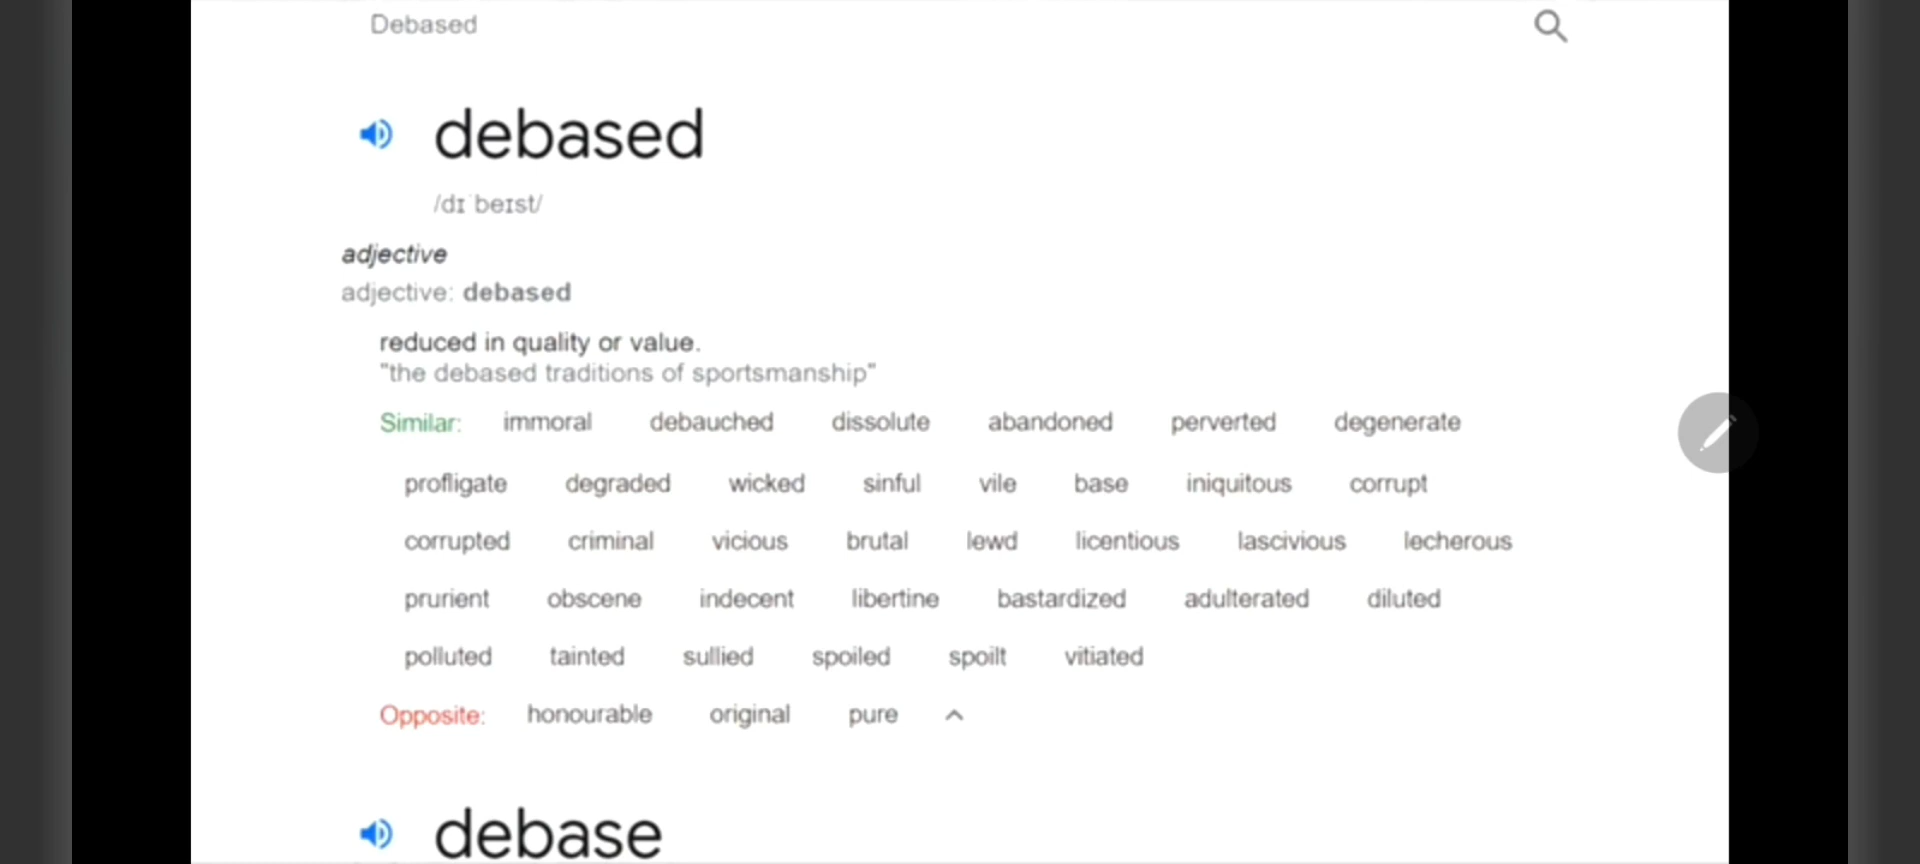 Debased
debased
/dɪˈbeɪst/
adjective
adjective: debased
reduced in quality or value.
"the debased traditions of sportsmanship"
Similar: immoral debauched dissolute abandoned perverted degenerate
profligate degraded wicked sinful vile base iniquitous corrupt
corrupted criminal vicious brutal lewd licentious lascivious lecherous
prurient obscene indecent libertine bastardized adulterated diluted
polluted tainted sullied spoiled spoilt vitiated
Opposite: honourable original pure
debase